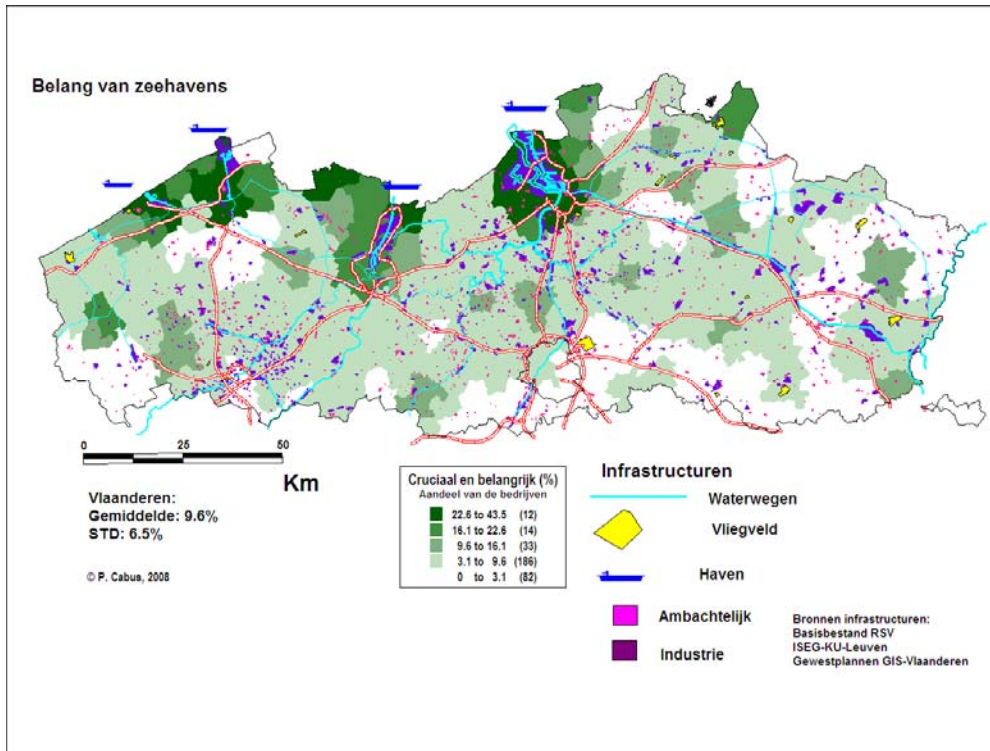 Belang van zeehavens
0 25 50
Km
Vlaanderen:
Gemiddelde: 9.6%
STD: 6.5%
© P. Cabus, 2008
Cruciaal en belangrijk (%)
Aandeel van de bedrijven
22.6 to 43.5 (12)
16.1 to 22.6 (14)
9.6 to 16.1 (33)
3.1 to 9.6 (186)
0 to 3.1 (82)
Infrastructuren
Waterwegen
Vliegveld
Haven
Ambachtelijk
Industrie
Bronnen infrastructuren:
Basisbestand RSV
ISEG-KU-Leuven
Gewestplannen GIS-Vlaanderen